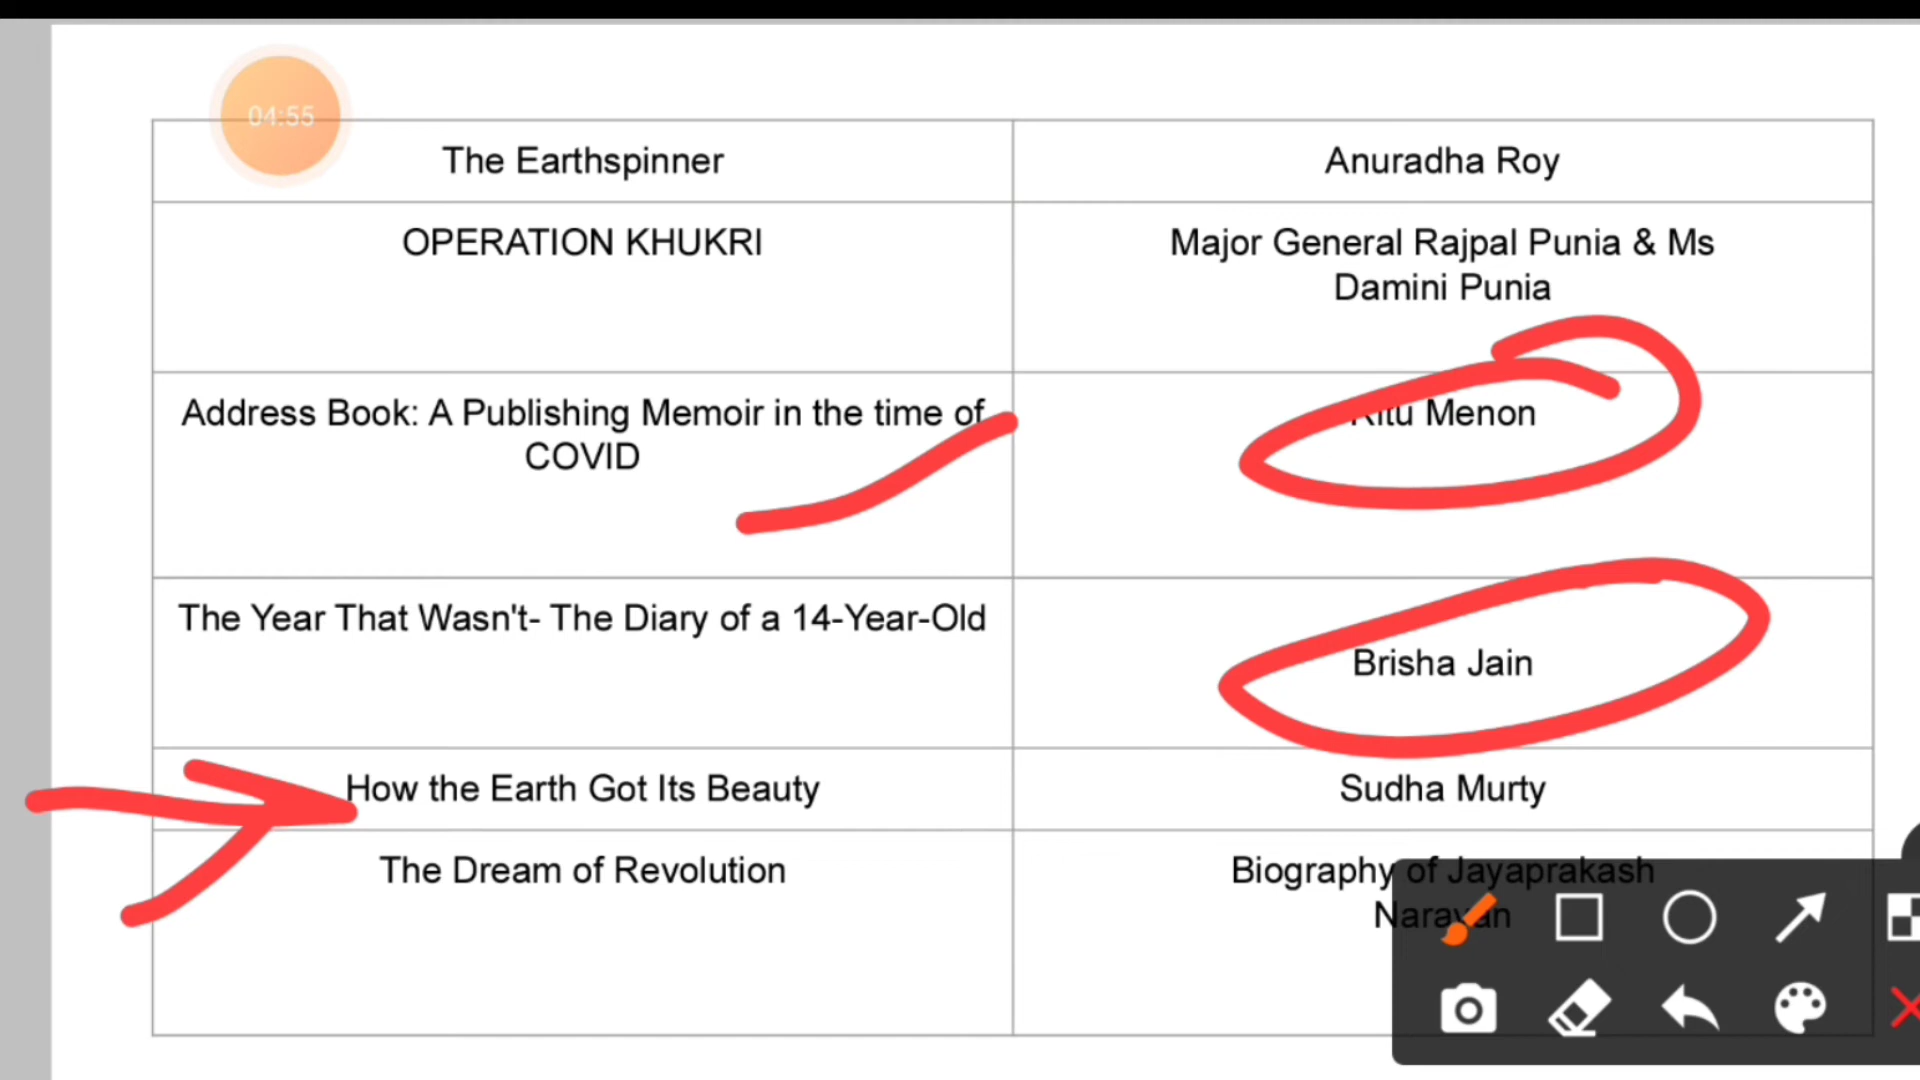 04:55
The Earthspinner
Anuradha Roy
OPERATION KHUKRI
Major General Rajpal Punia & Ms
Damini Punia
Address Book: A Publishing Memoir in the time of
COVID
Ritu Menon
The Year That Wasn't- The Diary of a 14-Year-Old
Brisha Jain
How the Earth Got Its Beauty
Sudha Murty
The Dream of Revolution
Biography of Jayaprakash
Narayan